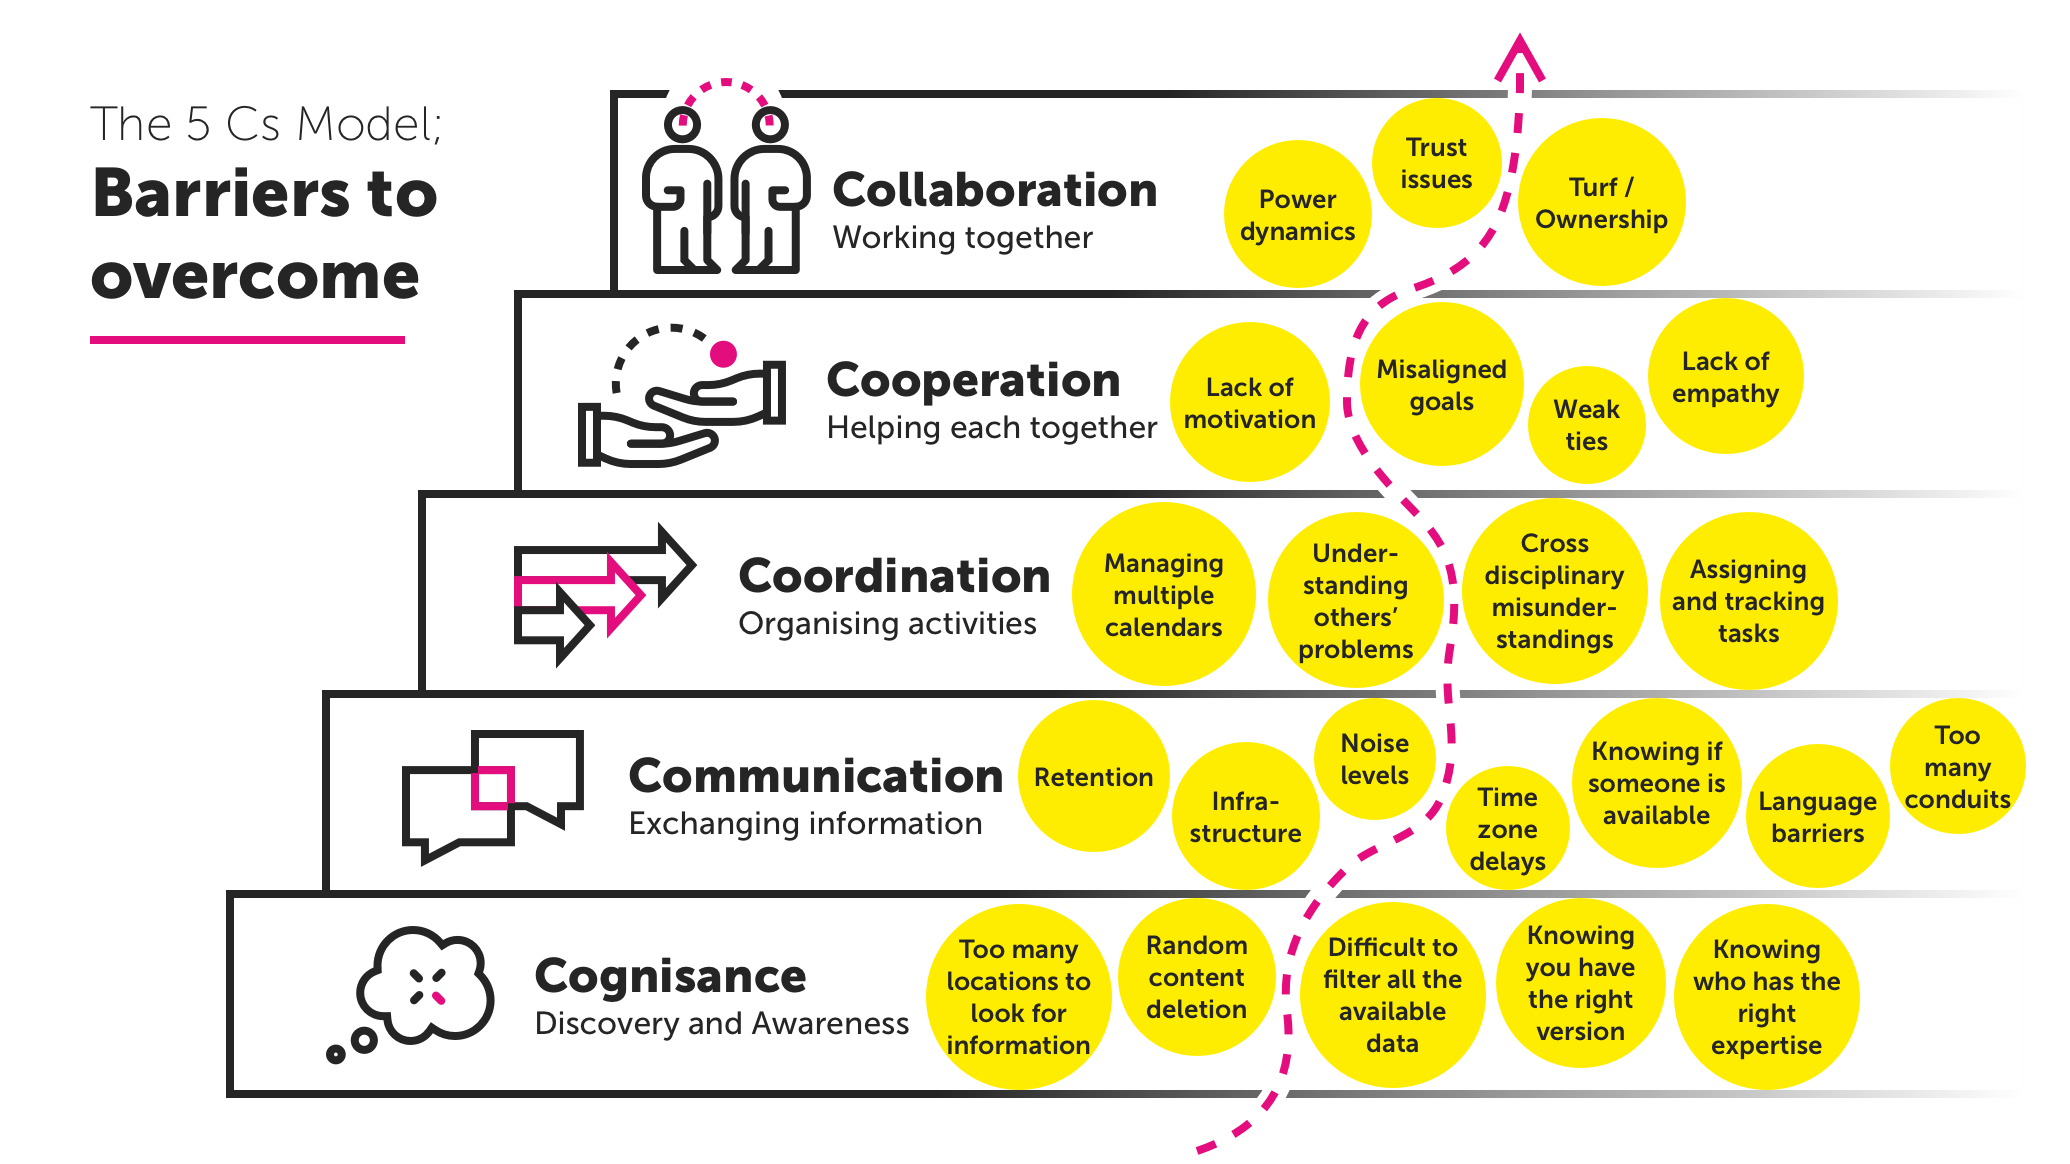 The 5 Cs Model;
Barriers to
overcome
Collaboration
Working together
Power
dynamics
Trust
issues
Turf /
Ownership
Cooperation
Helping each together
Lack of
motivation
Misaligned
goals
Weak
ties
Lack of
empathy
Coordination
Organising activities
Managing
multiple
calendars
Under-
standing
others’
problems
Cross
disciplinary
misunder-
standings
Assigning
and tracking
tasks
Communication
Exchanging information
Retention
Infra-
structure
Noise
levels
Time
zone
delays
Knowing if
someone is
available
Language
barriers
Too
many
conduits
Cognisance
Discovery and Awareness
Too many
locations to
look for
information
Random
content
deletion
Difficult to
filter all the
available
data
Knowing
you have
the right
version
Knowing
who has the
right
expertise